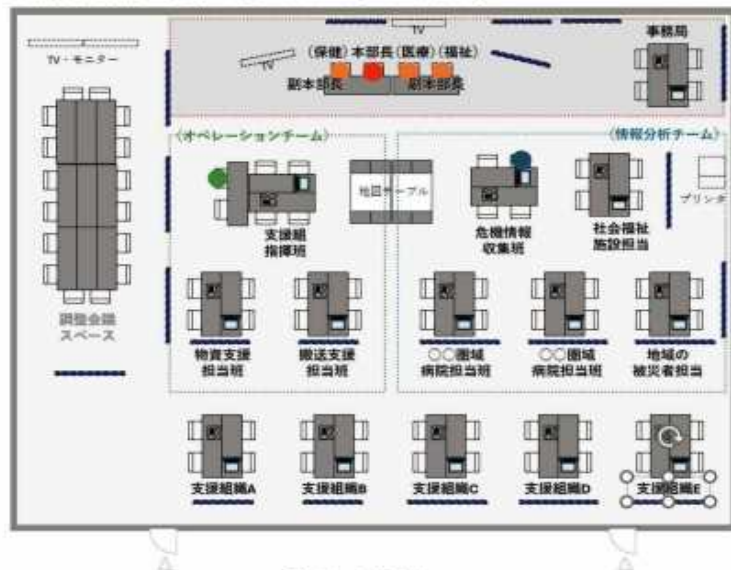 TV
(保健)本部長(医療)(福祉)
事務局
TV・モニター
TV
副本部長
副本部長
〈オペレーションチーム〉
〈情報分析チーム〉
地図テーブル
プリンタ
支援組
指揮班
危機情報
収集班
社会福祉
施設担当
調整会議
スペース
物資支援
担当班
搬送支援
担当班
〇〇圏域
病院担当班
〇〇圏域
病院担当班
地域の
被災者担当
支援組織A
支援組織B
支援組織C
支援組織D
支援組織E